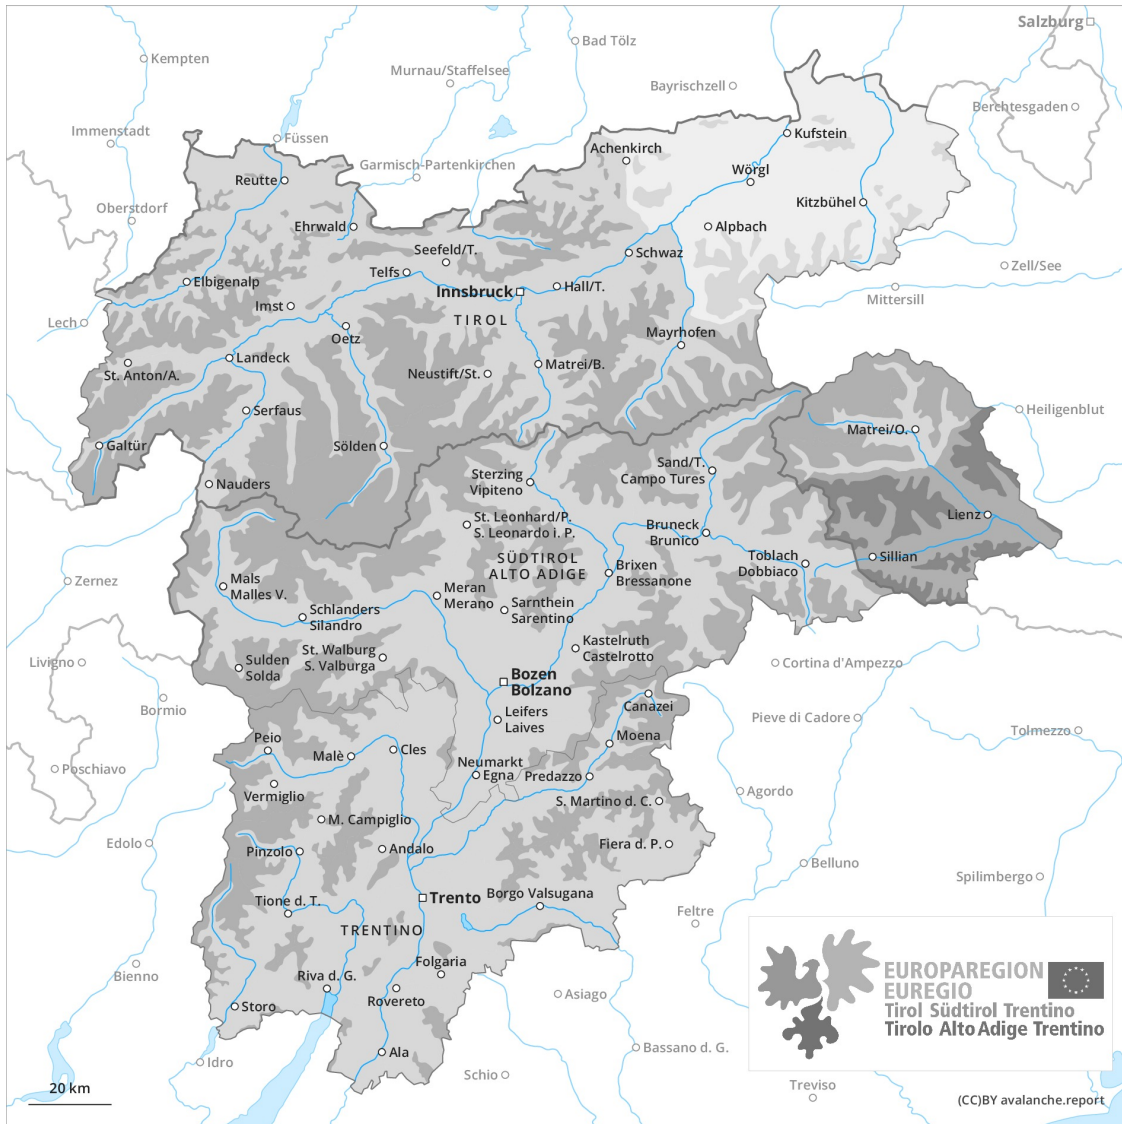 Salzburg
Bad Tölz
Kempten
Murnau/Staffelsee
Bayrischzell
Berchtesgaden
Immenstadt
Füssen
Kufstein
Achenkirch
Garmisch-Partenkirchen
Wörgl
Reutte
Kitzbühel
Oberstdorf
Ehrwald
Alpbach
Seefeld/T.
Schwaz
Zell/See
Telfs
Elbigenalp
Hall/T.
Innsbruck
Mittersill
Imst
TIROL
Lech
Oetz
Mayrhofen
Landeck
Matrei/B.
St. Anton/A.
Neustift/St.
Serfaus
Heiligenblut
Matrei/O.
Galtür
Sölden
Sand/T.
Campo Tures
Sterzing
Vipiteno
Nauders
St. Leonhard/P.
S. Leonardo i. P.
Lienz
Bruneck
Brunico
SÜDTIROL
ALTO ADIGE
Toblach
Dobbiaco
Sillian
Brixen
Bressanone
Zernez
Mals
Malles V.
Meran
Merano
Sarnthein
Sarentino
Schlanders
Silandro
Kastelruth
Castelrotto
St. Walburg
S. Valburga
Livigno
Sulden
Solda
Cortina d'Ampezzo
Bozen
Bolzano
Bormio
Canazei
Leifers
Laives
Pieve di Cadore
Tolmezzo
Moena
Peio
Cles
Malè
Neumarkt
Egna
Predazzo
Poschiavo
Vermiglio
Agordo
S. Martino d. C.
M. Campiglio
Edolo
Pinzolo
Andalo
Fiera d. P.
Belluno
Spilimbergo
Trento
Borgo Valsugana
Tione d. T.
Feltre
TRENTINO
Folgaria
Bienno
Riva d. G.
Rovereto
Asiago
Storo
Ala
Bassano d. G.
Idro
Schio
Treviso
EUROPAREGION
EUREGIO
Tirol Südtirol Trentino
Tirolo Alto Adige Trentino
20 km
(CC)BY avalanche.report